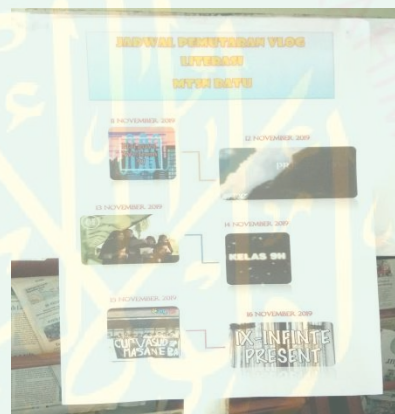 JADWAL PEMUTARAN VLOG
LITERASI
MTSN BATU
11 NOVEMBER 2019
12 NOVEMBER 2019
13 NOVEMBER 2019
14 NOVEMBER 2019
KELAS 9H
15 NOVEMBER 2019
18 NOVEMBER 2019
IX-INFINTE
PRESENT